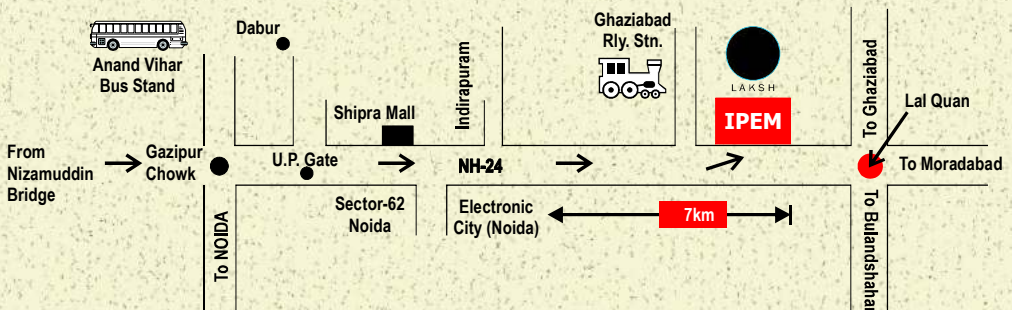 Anand Vihar
Bus Stand
Dabur
Shipra Mall
Indirapuram
Ghaziabad
Rly. Stn.
LAKSH
IPEM
To Ghaziabad
Lal Quan
From
Nizamuddin
Bridge
Gazipur
Chowk
U.P. Gate
NH-24
To Moradabad
To NOIDA
Sector-62
Noida
Electronic
City (Noida)
7km
To Bulandshahar